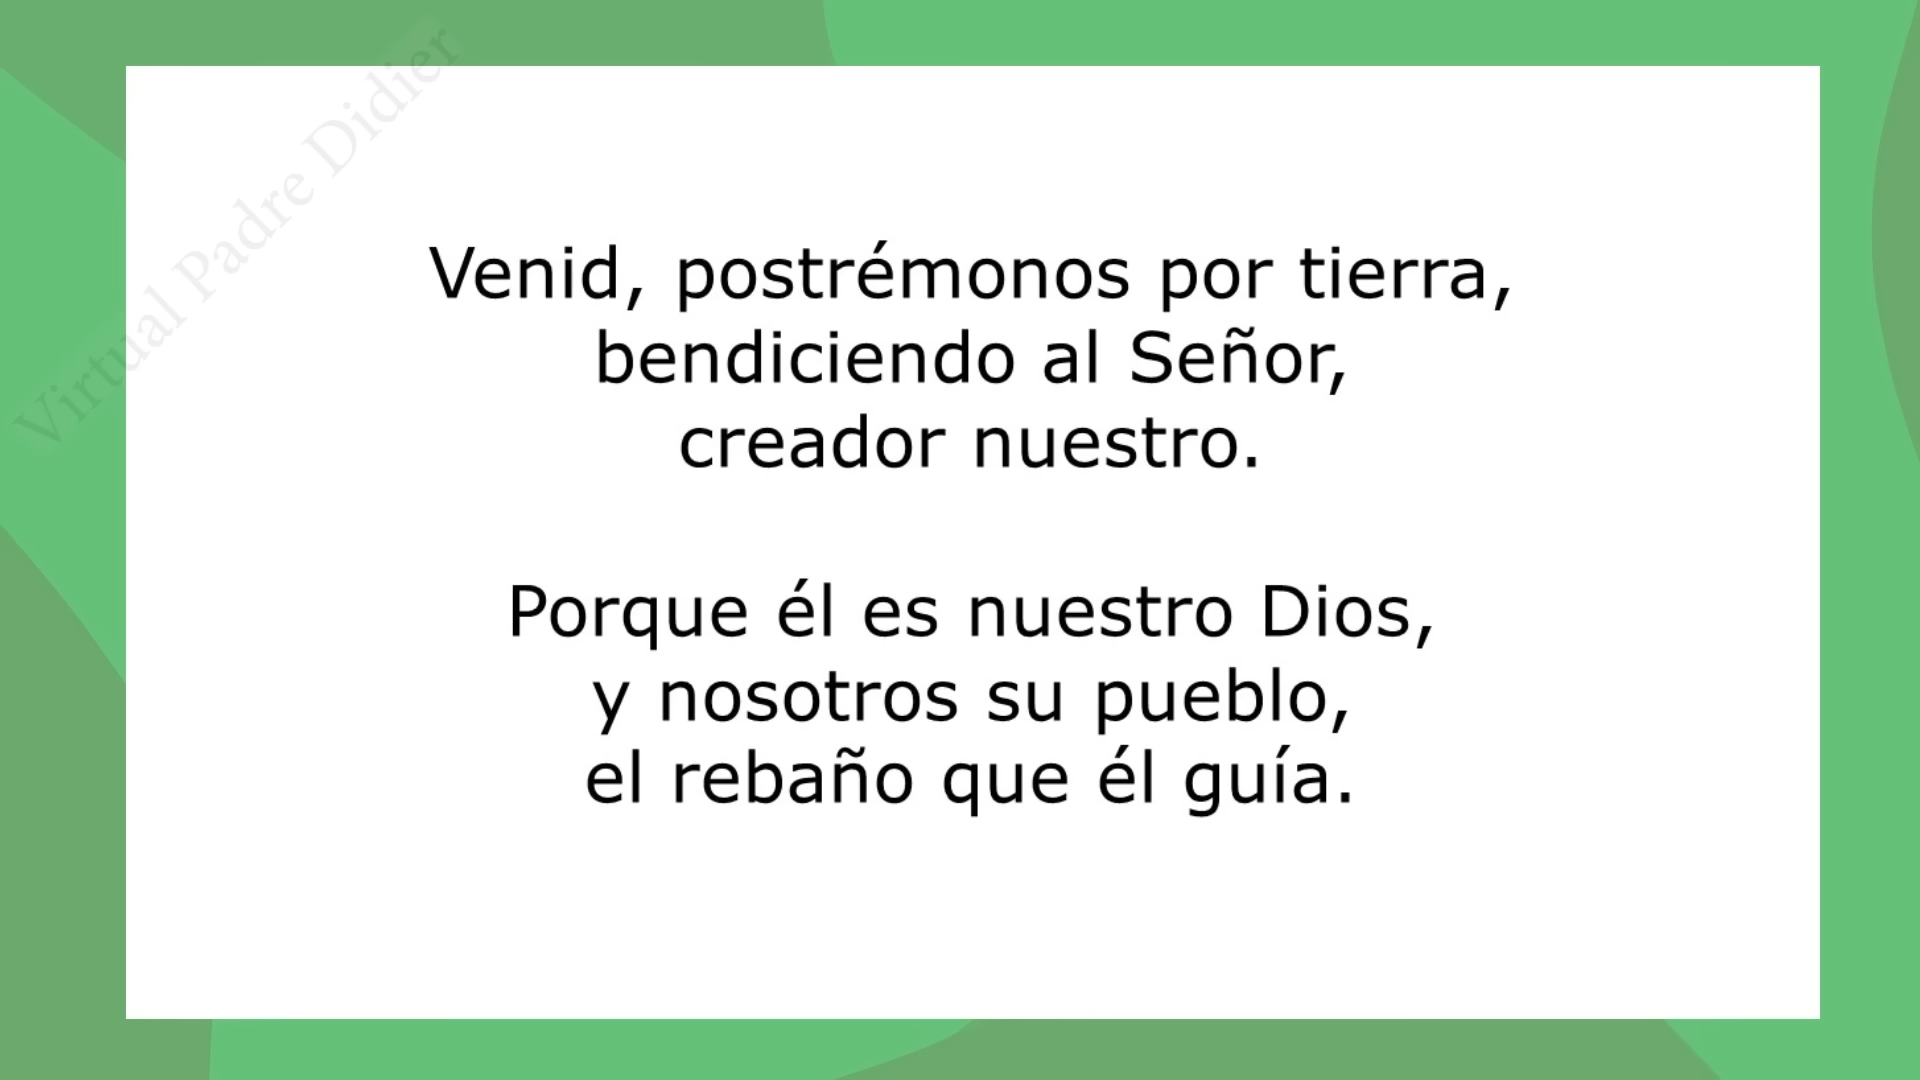 Virtual Padre Didier
Venid, postrémonos por tierra,
bendiciendo al Señor,
creador nuestro.
Porque él es nuestro Dios,
y nosotros su pueblo,
el rebaño que él guía.